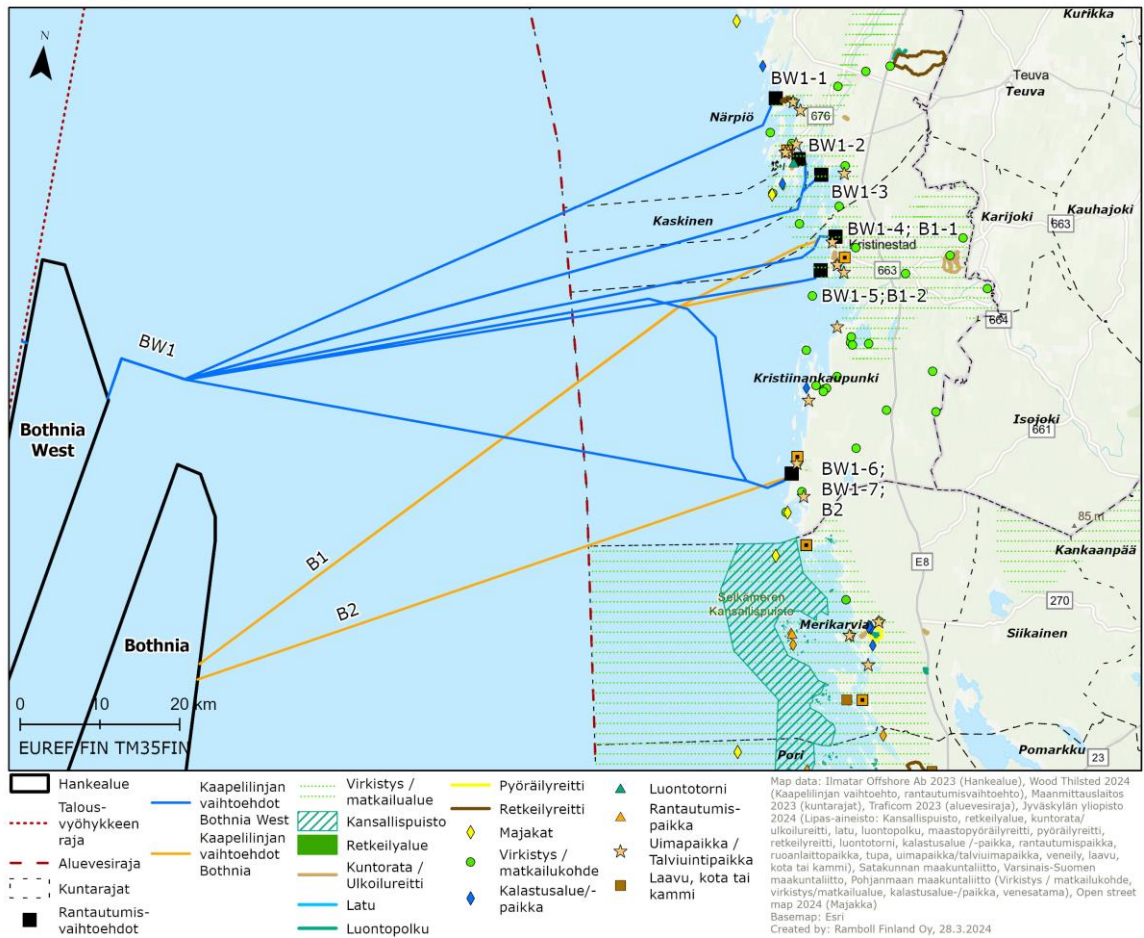 Kurikka
N
BW1-1
Teuva
Teuva
Närpiö
676
BW1-2
BW1-3
Kaskinen
Karijoki
Kauhajoki
663
BW1-4; B1-1
Kristinestad
663
BW1-5;B1-2
664
BW1
Kristiinankaupunki
Isojoki
661
Bothnia
West
BW1-6;
BW1-7;
B2
85 m
Kankaanpää
B1
E8
B2
Selkämeren
Kansallispuisto
270
Merikarvia
Siikainen
Bothnia
0 10 20 km
EUREF FIN TM35FIN
Pori
Pomarkku
23
Hankealue
Talous-
vyöhykkeen
raja
Aluevesiraja
Kuntarajat
Rantautumis-
vaihtoehdot
Kaapelilinjan
vaihtoehdot
Bothnia West
Kaapelilinjan
vaihtoehdot
Bothnia
Virkistys /
matkailualue
Kansallispuisto
Retkeilyalue
Kuntorata /
Ulkoilureitti
Latu
Luontopolku
Pyöräilyreitti
Retkeilyreitti
Majakat
Virkistys /
matkailukohde
Kalastusalue/-
paikka
Luontotorni
Rantautumis-
paikka
Uimapaikka /
Talviuintipaikka
Laavu, kota tai
kammi
Map data: Ilmatar Offshore Ab 2023 (Hankealue), Wood Thilsted 2024
(Kaapelilinjan vaihtoehto, rantautumisvaihtoehto), Maanmittauslaitos
2023 (kuntarajat), Traficom 2023 (aluevesiraja), Jyväskylän yliopisto
2024 (Lipas-aineisto: Kansallispuisto, retkeilyalue, kuntorata/
ulkoilureitti, latu, luontopolku, maastopyöräilyreitti, pyöräilyreitti,
retkeilyreitti, luontotorni, kalastusalue /-paikka, rantautumispaikka,
ruoanlaittopaikka, tupa, uimapaikka/talviuimapaikka, veneily, laavu,
kota tai kammi), Satakunnan maakuntaliitto, Varsinais-Suomen
maakuntaliitto, Pohjanmaan maakuntaliitto (Virkistys / matkailukohde,
virkistys/matkailualue, kalastusalue-/paikka, venesatama), Open street
map 2024 (Majakka)
Basemap: Esri
Created by: Ramboll Finland Oy, 28.3.2024